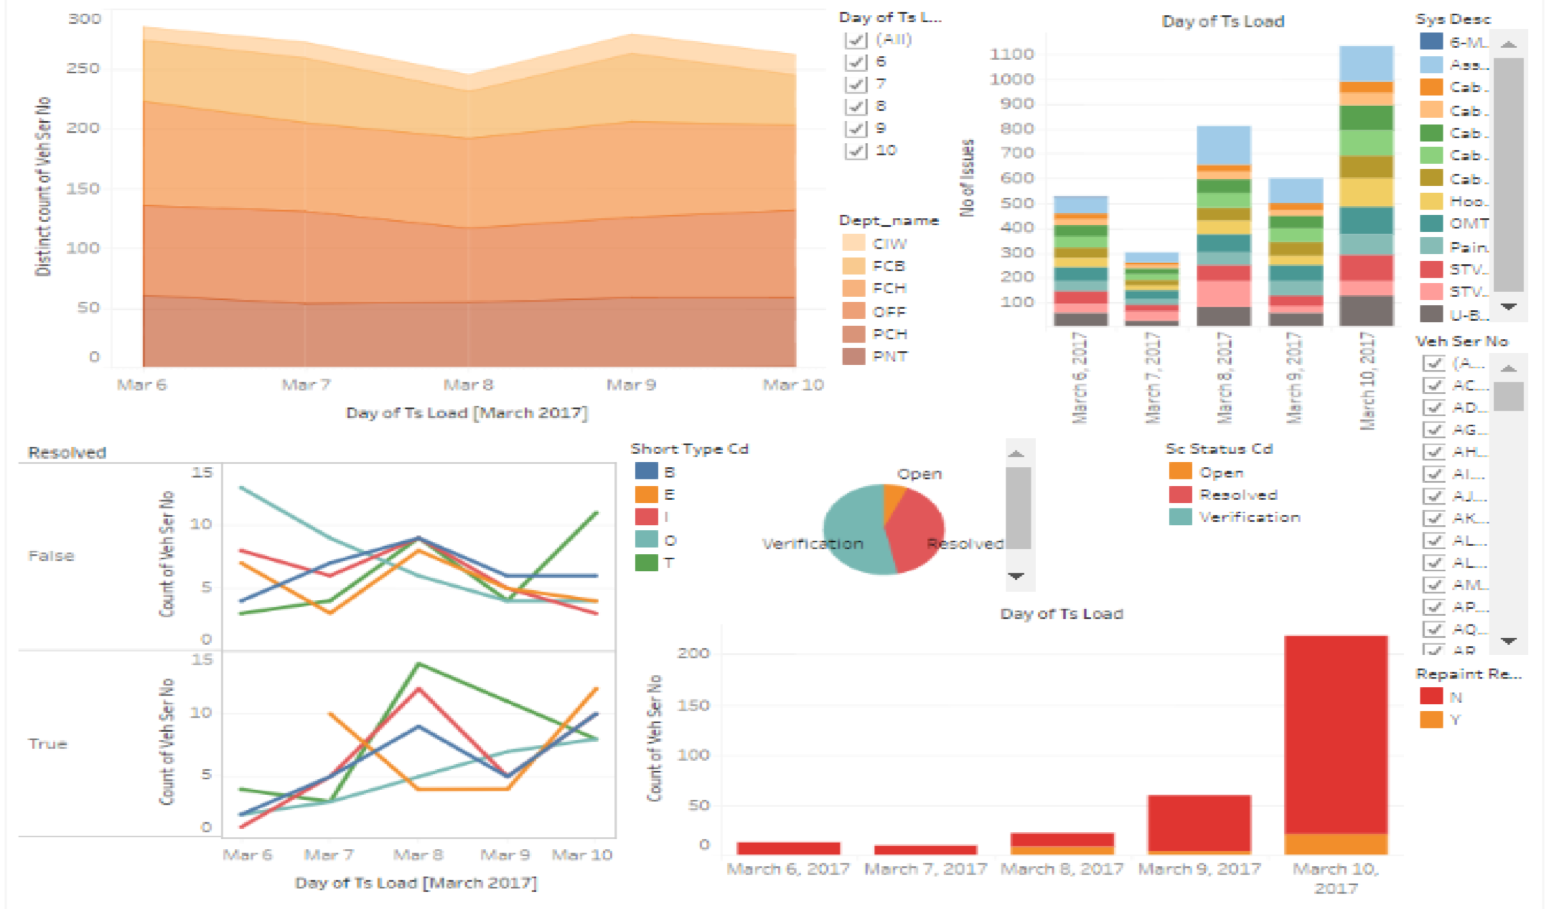 300
250
200
150
100
50
0
Distinct count of Veh Ser No
Mar 6
Mar 7
Mar 8
Mar 9
Mar 10
Day of Ts Load [March 2017]
Day of Ts L...
(All)
6
7
8
9
10
Dept_name
CIW
FCB
FCH
OFF
PCH
PNT
Day of Ts Load
1100
1000
900
800
700
600
500
400
300
200
100
No of Issues
March 6, 2017
March 7, 2017
March 8, 2017
March 9, 2017
March 10, 2017
Sys Desc
6-M..
Ass..
Cab..
Cab..
Cab..
Cab..
Cab..
Hoo..
OMT
Pain.
STV..
STV..
U-B..
Veh Ser No
(A...
AC...
AD...
AG...
AH...
AI...
AJ...
AK...
AL...
AL...
AM...
AP...
AQ...
AR
Repaint Re...
N
Y
Resolved
False
15
10
5
0
Count of Veh Ser No
True
15
10
5
0
Count of Veh Ser No
Mar 6
Mar 7
Mar 8
Mar 9
Mar 10
Day of Ts Load [March 2017]
Short Type Cd
B
E
I
O
T
Open
Verification
Resolved
Sc Status Cd
Open
Resolved
Verification
Day of Ts Load
200
150
100
50
0
Count of Veh Ser No
March 6, 2017
March 7, 2017
March 8, 2017
March 9, 2017
March 10,
2017